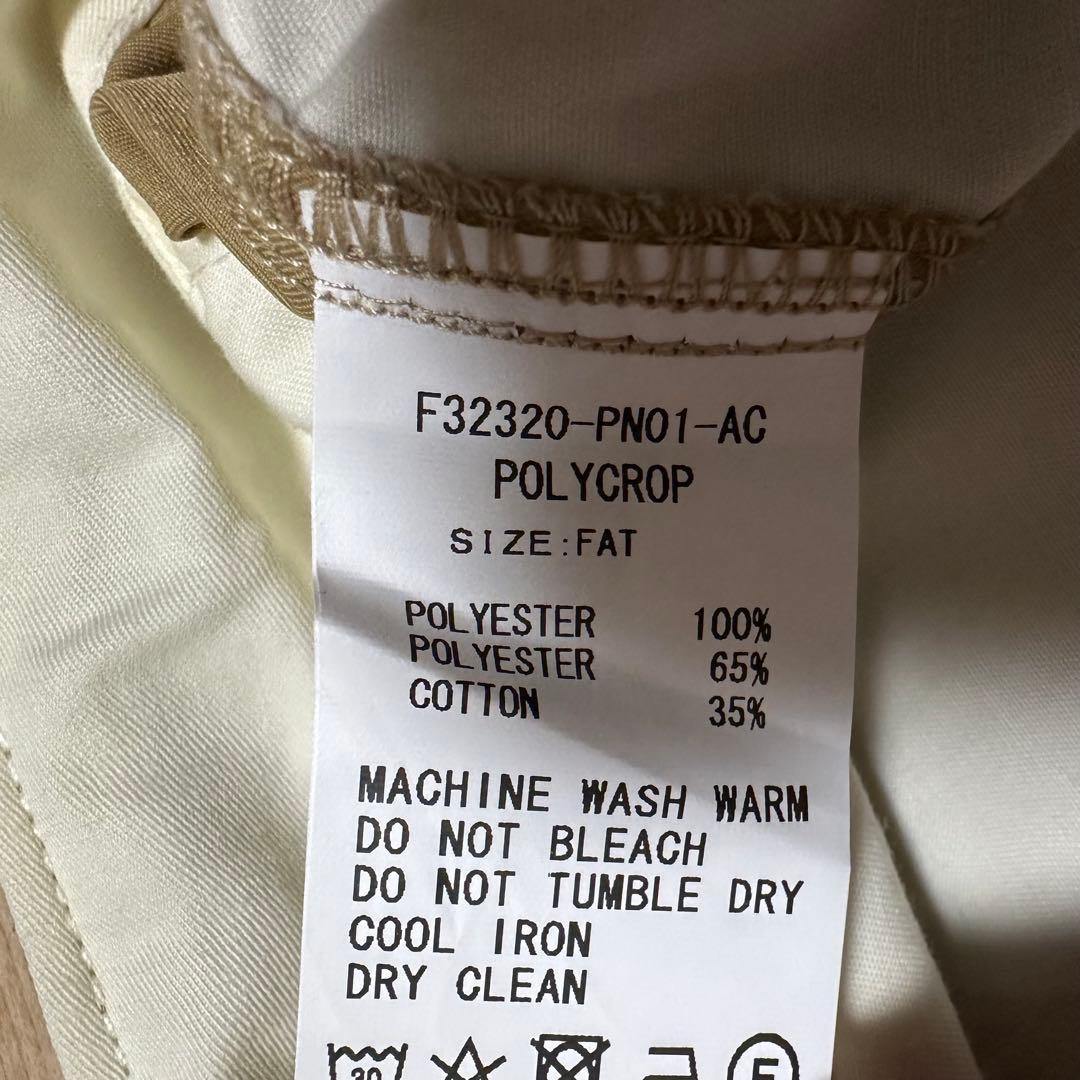 F32320-PN01-AC
POLYCROP
SIZE:FAT
POLYESTER 100%
POLYESTER 65%
COTTON 35%
MACHINE WASH WARM
DO NOT BLEACH
DO NOT TUMBLE DRY
COOL IRON
DRY CLEAN
30 F